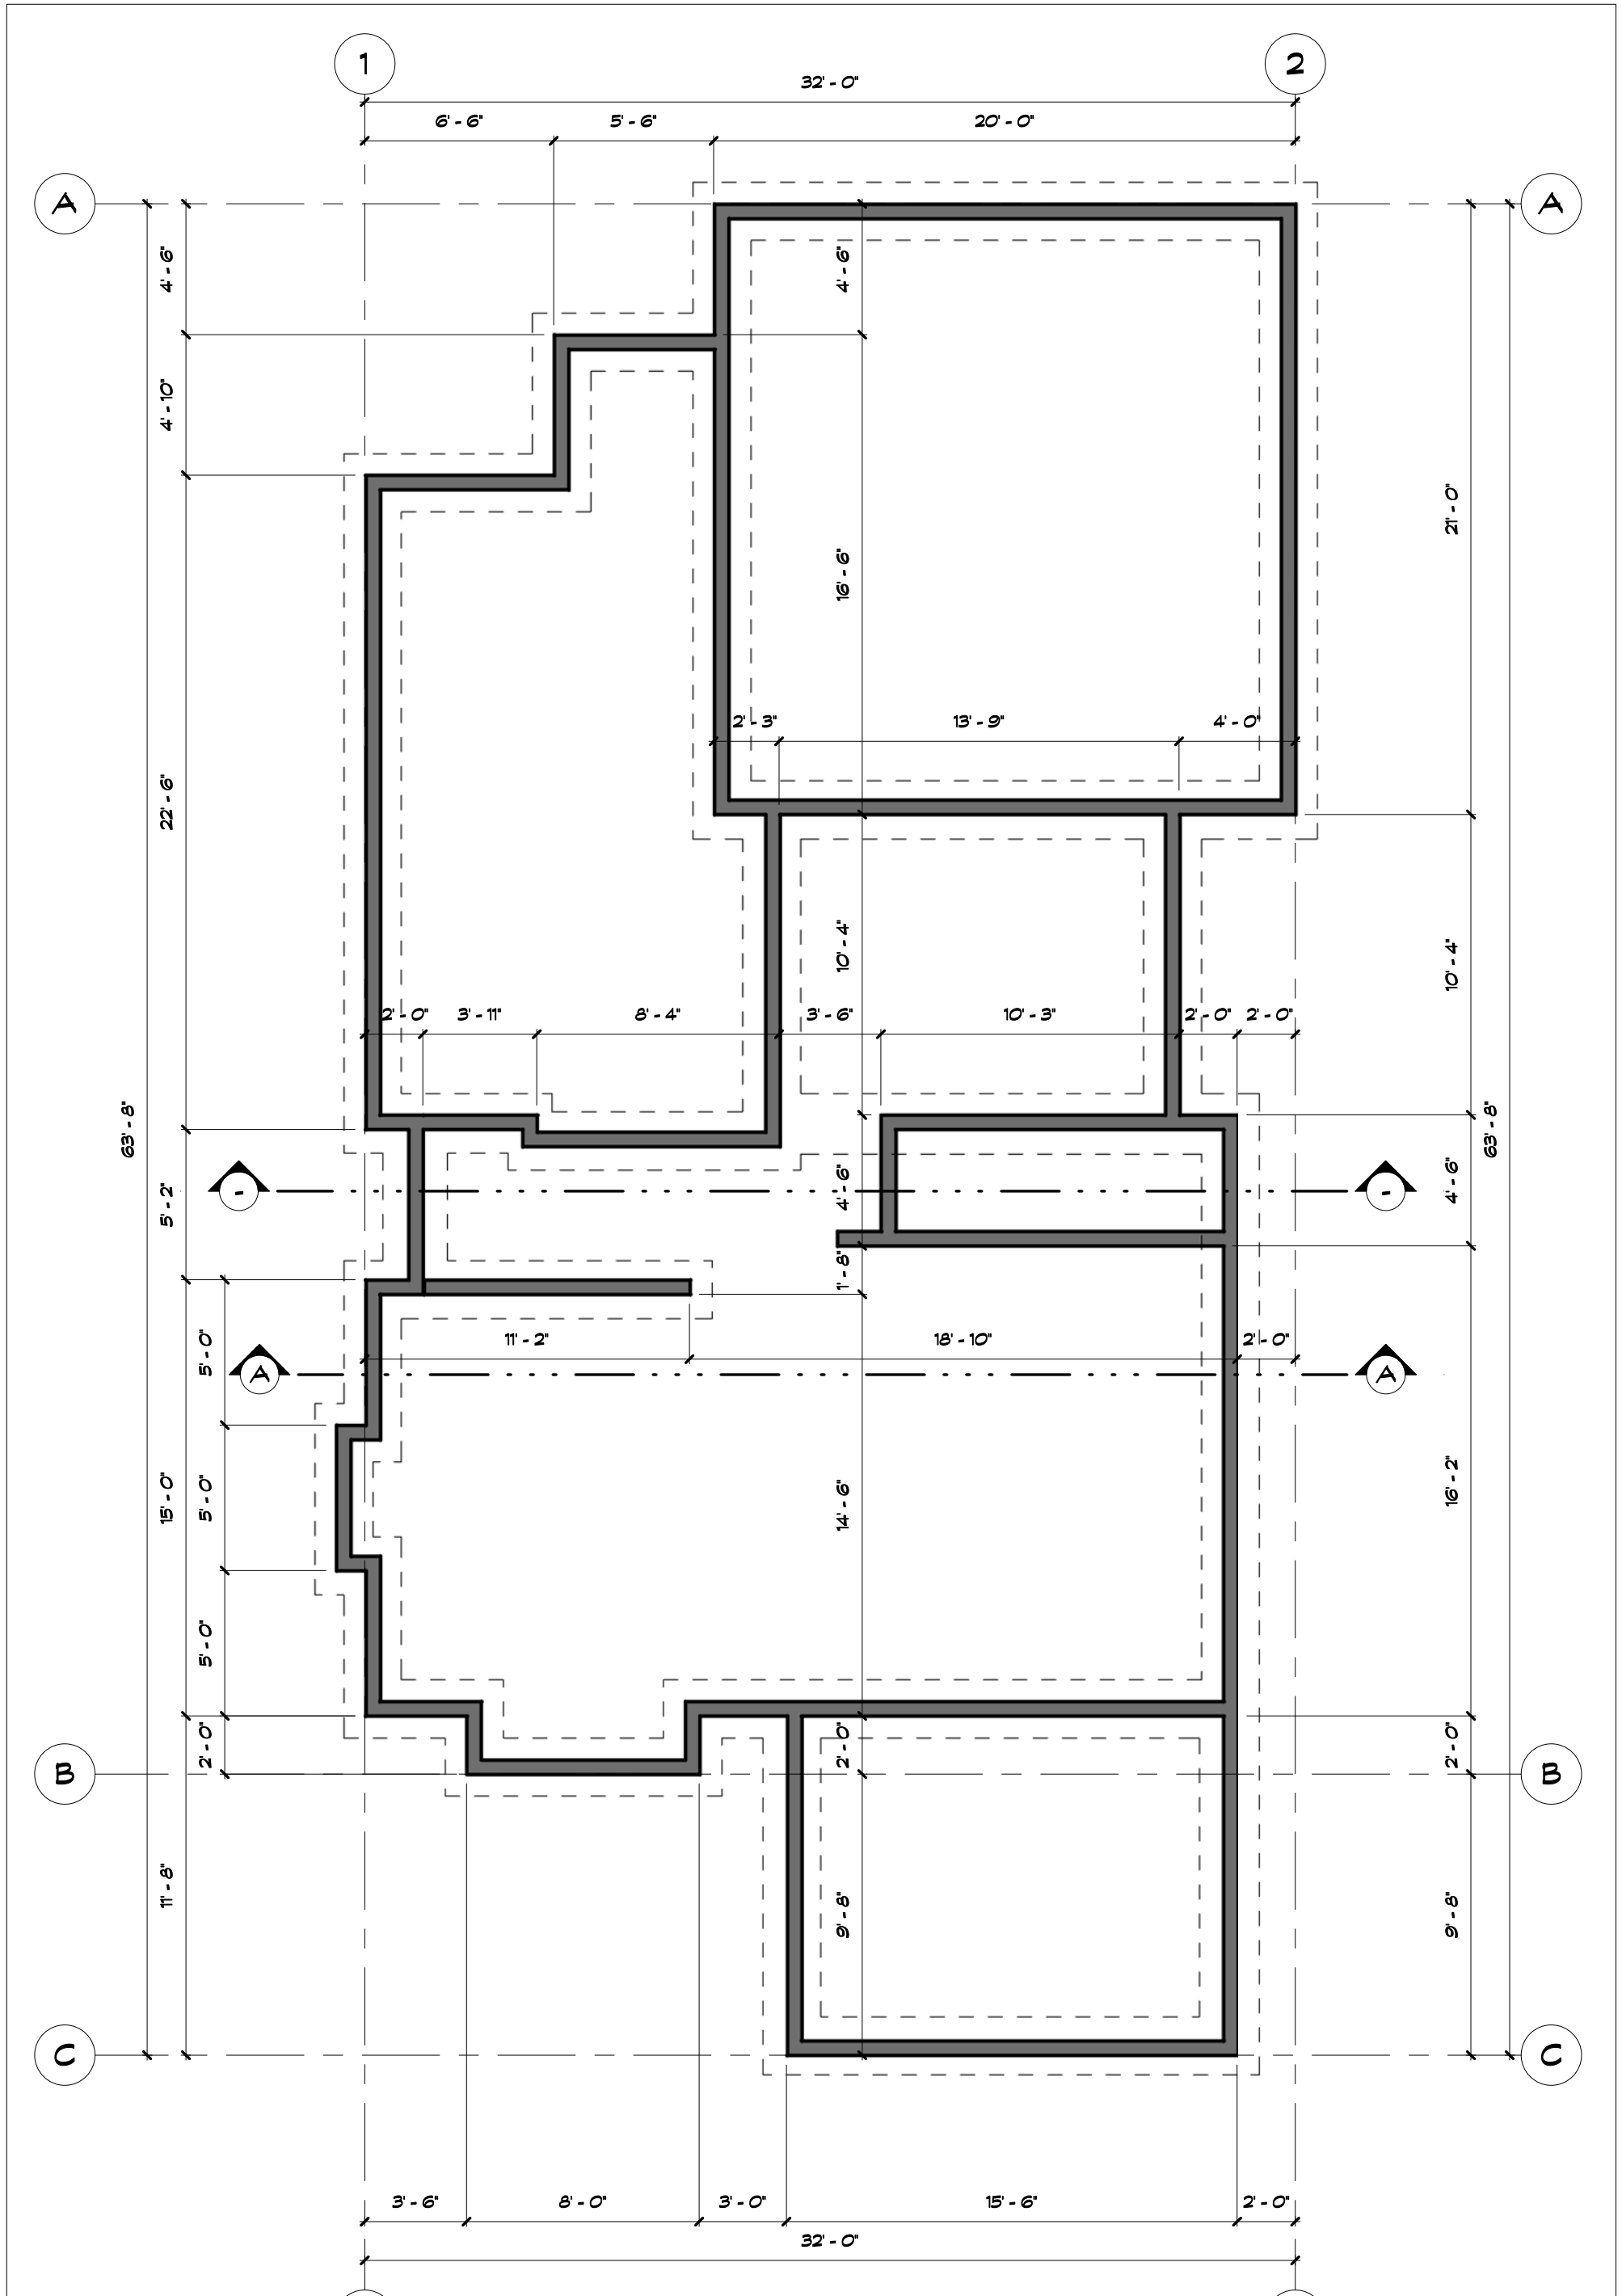 1 2
32' - 0"
6' - 6" 5' - 6" 20' - 0"
A A
4' - 6" 4' - 6"
4' - 10"
21' - 0"
16' - 6"
2' - 3" 13' - 9" 4' - 0"
22' - 6"
10' - 4" 10' - 4"
2' - 0" 3' - 11" 8' - 4" 3' - 6" 10' - 3" 2' - 0" 2' - 0"
63' - 8" 63' - 8"
5' - 2" 4' - 6" 4' - 6"
- -
1' - 8"
5' - 0" 11' - 2" 18' - 10" 2' - 0"
A A
15' - 0" 5' - 0" 14' - 6" 16' - 2"
5' - 0"
2' - 0" 2' - 0" 2' - 0"
B B
11' - 8" 9' - 8" 9' - 8"
C C
3' - 6" 8' - 0" 3' - 0" 15' - 6" 2' - 0"
32' - 0"